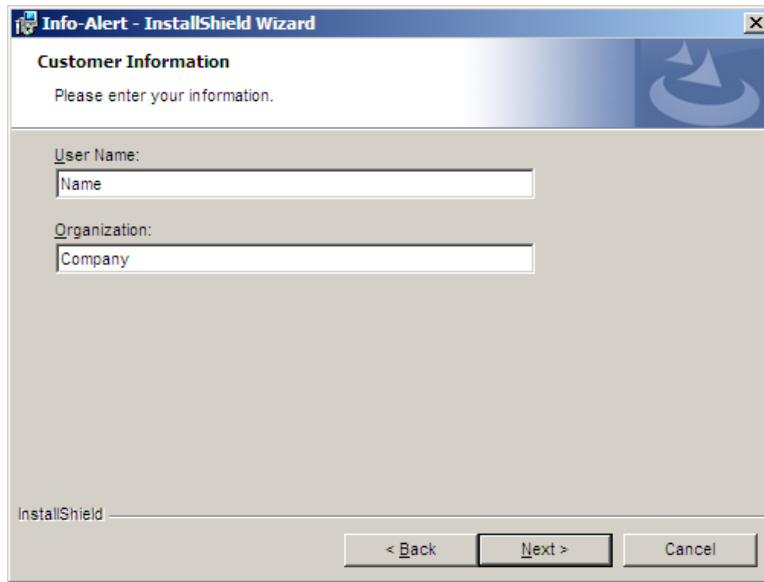 Info-Alert - InstallShield Wizard
Customer Information
Please enter your information.
User Name:
Name
Organization:
Company
InstallShield
< Back Next > Cancel